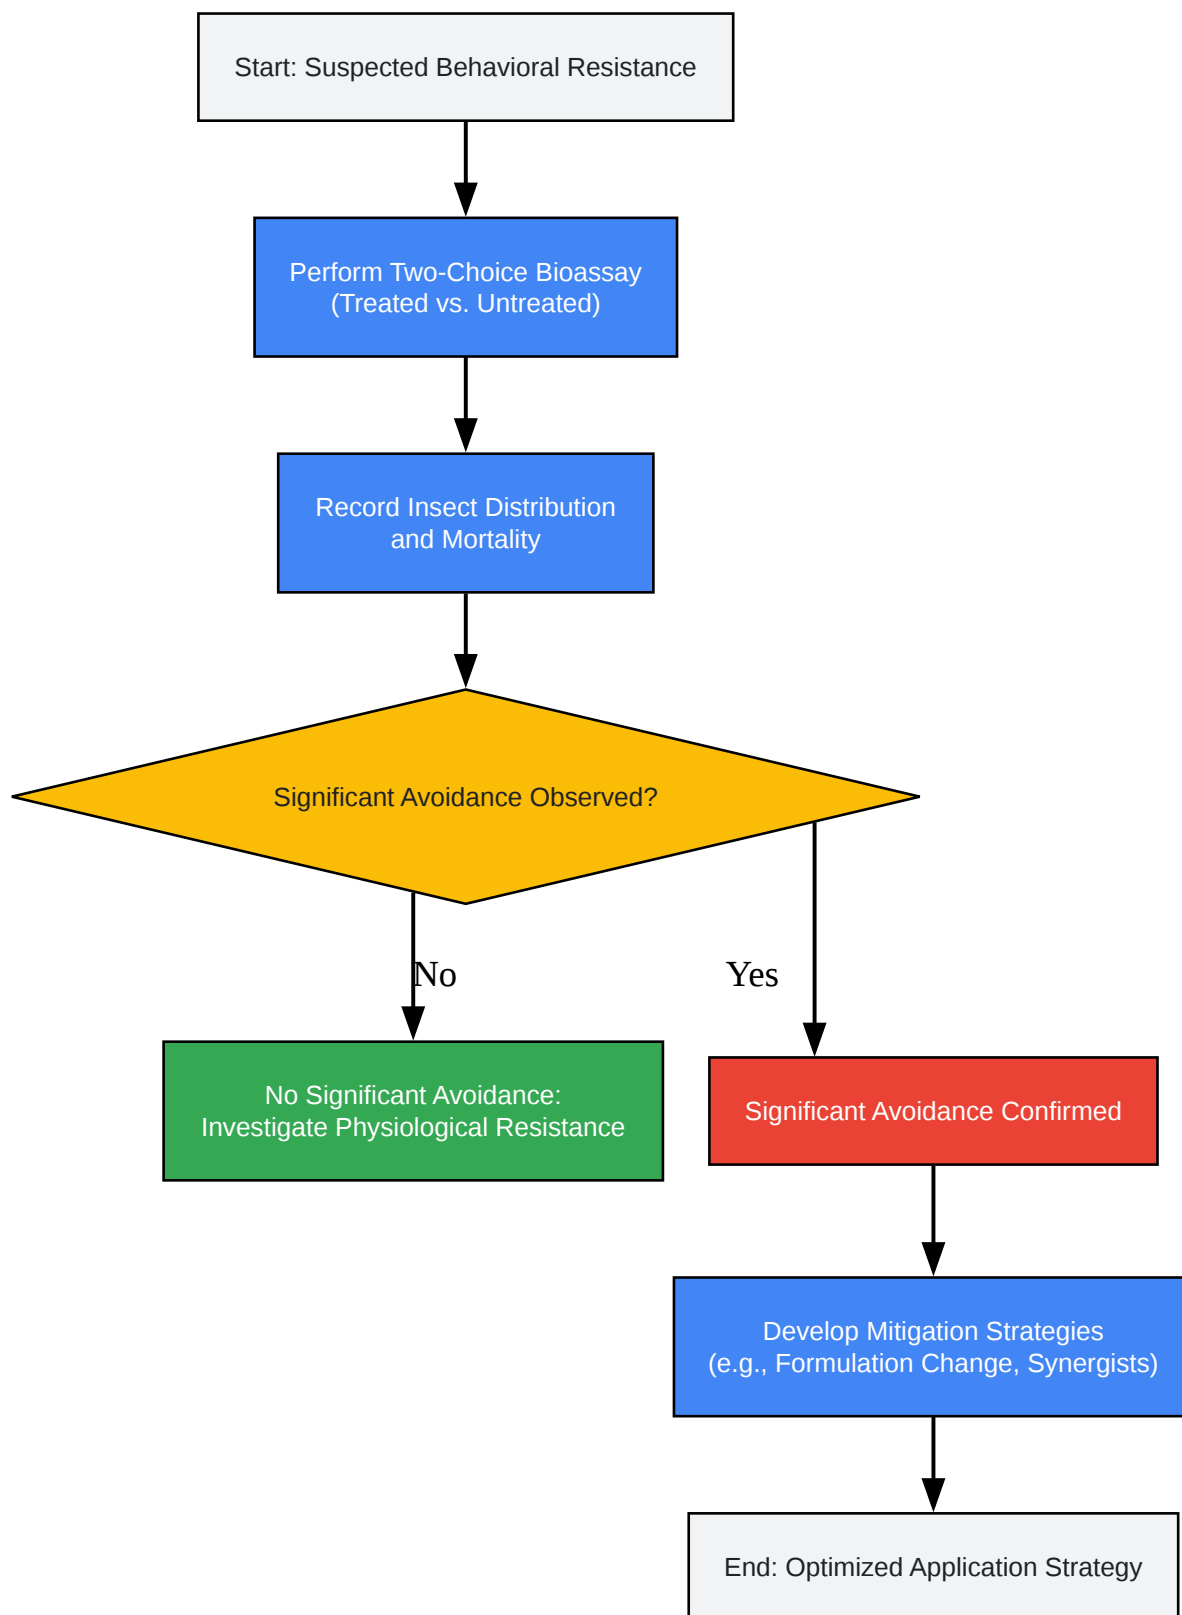 Start: Suspected Behavioral Resistance
Perform Two-Choice Bioassay
(Treated vs. Untreated)
Record Insect Distribution
and Mortality
Significant Avoidance Observed?
No
Yes
No Significant Avoidance:
Investigate Physiological Resistance
Significant Avoidance Confirmed
Develop Mitigation Strategies
(e.g., Formulation Change, Synergists)
End: Optimized Application Strategy